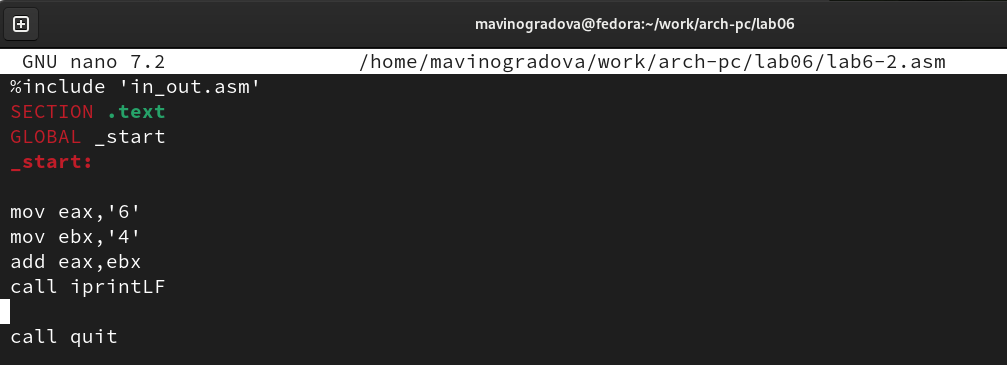 mavinogradova@fedora:~/work/arch-pc/lab06
GNU nano 7.2 /home/mavinogradova/work/arch-pc/lab06/lab6-2.asm
%include 'in_out.asm'
SECTION .text
GLOBAL _start
_start:
mov eax,'6'
mov ebx,'4'
add eax,ebx
call iprintLF
call quit